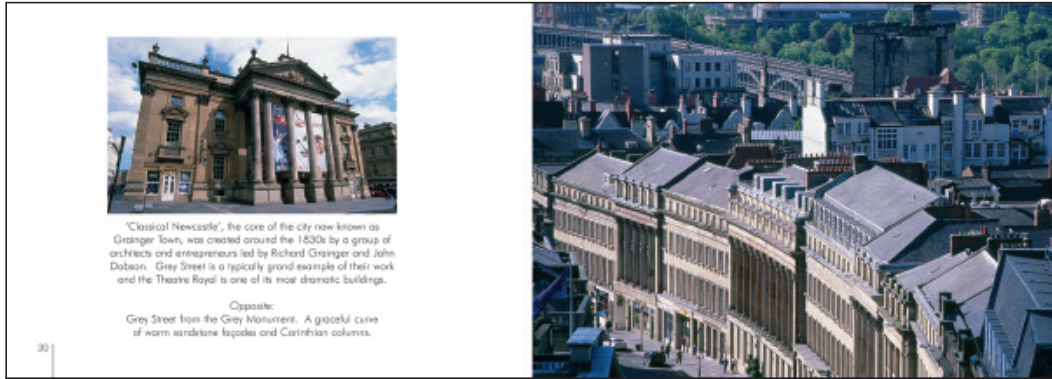 'Classical Newcastle', the core of the city now known as
Grainger Town, was created around the 1830s by a group of
architects and entrepreneurs led by Richard Grainger and John
Dobson. Grey Street is a typically grand example of their work
and the Theatre Royal is one of its most dramatic buildings.
Opposite:
Grey Street from the Grey Monument. A graceful curve
of warm sandstone façades and Corinthian columns.
30